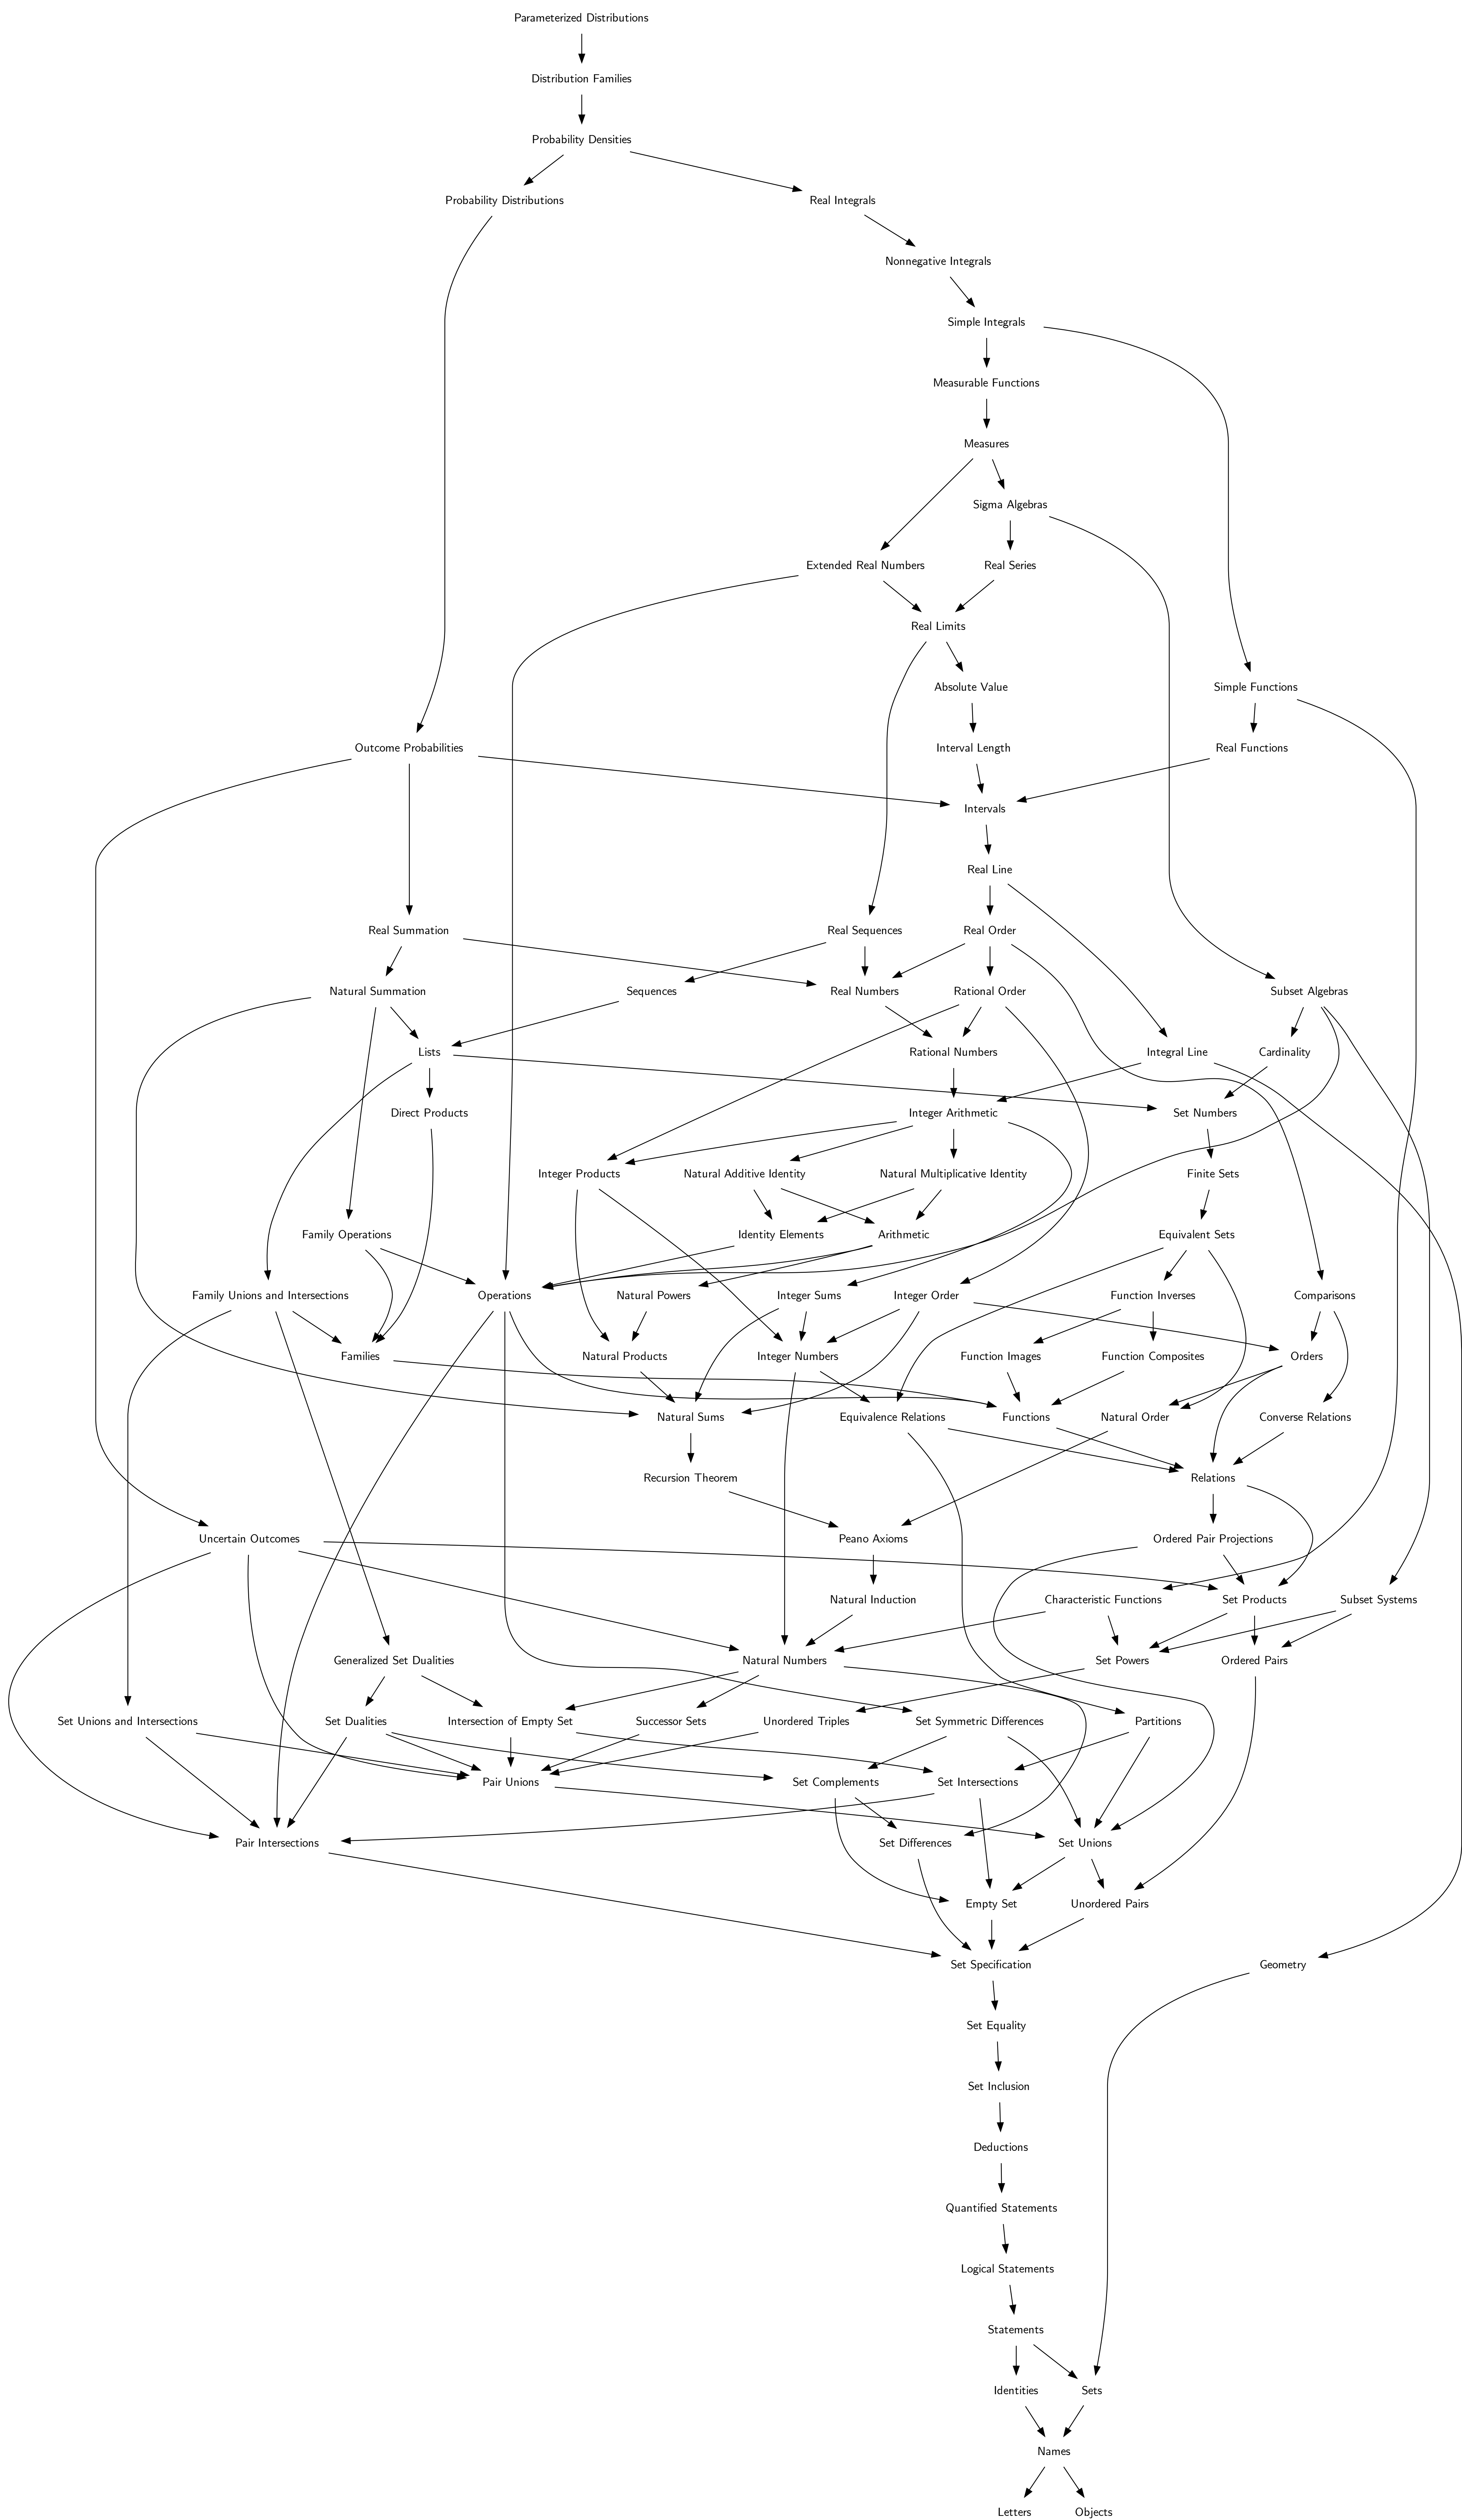 Parameterized Distributions
Distribution Families
Probability Densities
Probability Distributions
Real Integrals
Nonnegative Integrals
Simple Integrals
Measurable Functions
Measures
Sigma Algebras
Extended Real Numbers
Real Series
Real Limits
Absolute Value
Simple Functions
Outcome Probabilities
Interval Length
Real Functions
Intervals
Real Line
Real Summation
Real Sequences
Real Order
Natural Summation
Sequences
Real Numbers
Rational Order
Subset Algebras
Lists
Rational Numbers
Integral Line
Cardinality
Direct Products
Integer Arithmetic
Set Numbers
Integer Products
Natural Additive Identity
Natural Multiplicative Identity
Finite Sets
Family Operations
Identity Elements
Arithmetic
Equivalent Sets
Family Unions and Intersections
Operations
Natural Powers
Integer Sums
Integer Order
Function Inverses
Comparisons
Families
Natural Products
Integer Numbers
Function Images
Function Composites
Orders
Natural Sums
Equivalence Relations
Functions
Natural Order
Converse Relations
Recursion Theorem
Relations
Uncertain Outcomes
Peano Axioms
Ordered Pair Projections
Natural Induction
Characteristic Functions
Set Products
Subset Systems
Generalized Set Dualities
Natural Numbers
Set Powers
Ordered Pairs
Set Unions and Intersections
Set Dualities
Intersection of Empty Set
Successor Sets
Unordered Triples
Set Symmetric Differences
Partitions
Pair Unions
Set Complements
Set Intersections
Pair Intersections
Set Differences
Set Unions
Empty Set
Unordered Pairs
Set Specification
Geometry
Set Equality
Set Inclusion
Deductions
Quantified Statements
Logical Statements
Statements
Identities
Sets
Names
Letters
Objects